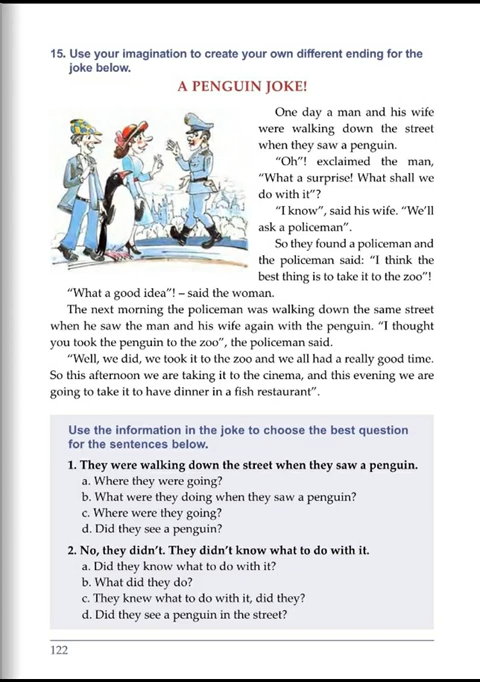 15. Use your imagination to create your own different ending for the
joke below.
A PENGUIN JOKE!
One day a man and his wife
were walking down the street
when they saw a penguin.
“Oh”! exclaimed the man,
“What a surprise! What shall we
do with it”?
“I know”, said his wife. “We’ll
ask a policeman”.
So they found a policeman and
the policeman said: “I think the
best thing is to take it to the zoo”!
“What a good idea”! – said the woman.
The next morning the policeman was walking down the same street
when he saw the man and his wife again with the penguin. “I thought
you took the penguin to the zoo”, the policeman said.
“Well, we did, we took it to the zoo and we all had a really good time.
So this afternoon we are taking it to the cinema, and this evening we are
going to take it to have dinner in a fish restaurant”.
Use the information in the joke to choose the best question
for the sentences below.
1. They were walking down the street when they saw a penguin.
a. Where they were going?
b. What were they doing when they saw a penguin?
c. Where were they going?
d. Did they see a penguin?
2. No, they didn’t. They didn’t know what to do with it.
a. Did they know what to do with it?
b. What did they do?
c. They knew what to do with it, did they?
d. Did they see a penguin in the street?
122